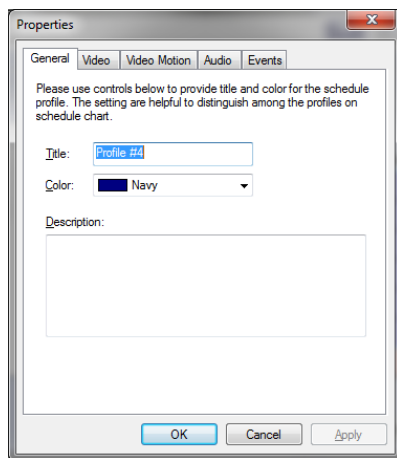 Properties
General Video Video Motion Audio Events
Please use controls below to provide title and color for the schedule
profile. The setting are helpful to distinguish among the profiles on
schedule chart.
Title: Profile #4
Color: Navy
Description:
OK Cancel Apply